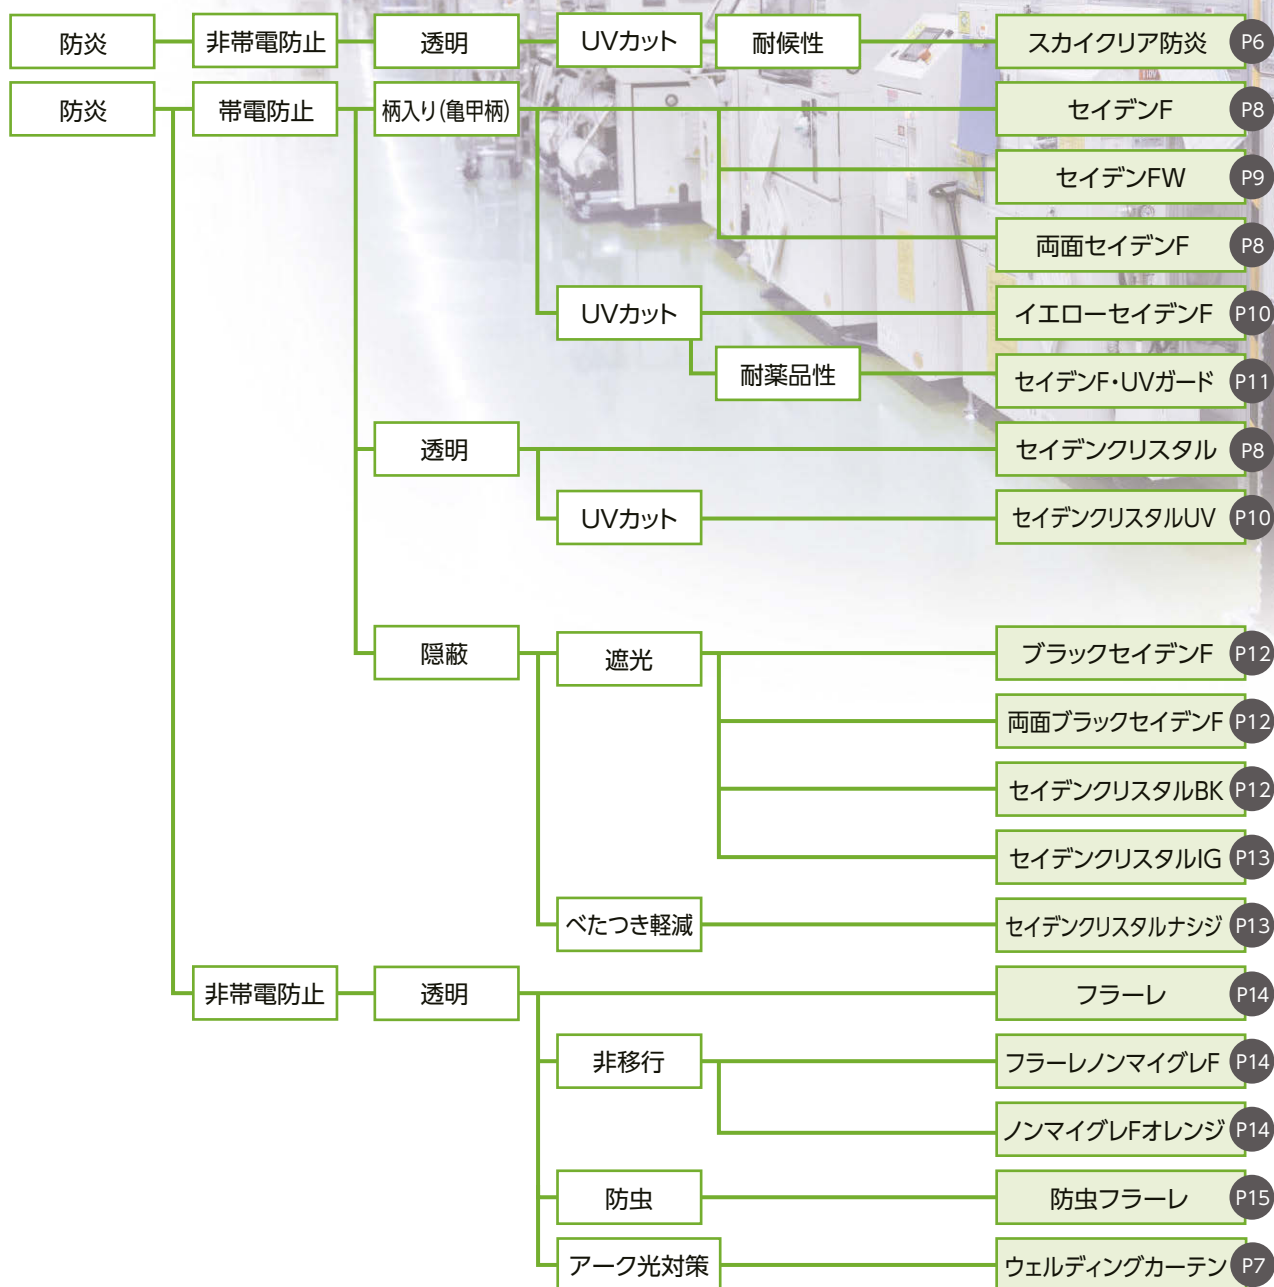 防炎 非帯電防止 透明 UVカット 耐候性 スカイクリア防炎 P6
防炎 帯電防止 柄入り(亀甲柄) セイデンF P8
セイデンFW P9
両面セイデンF P8
UVカット イエローセイデンF P10
耐薬品性 セイデンF・UVガード P11
透明 セイデンクリスタル P8
UVカット セイデンクリスタルUV P10
隠蔽 遮光 ブラックセイデンF P12
両面ブラックセイデンF P12
セイデンクリスタルBK P12
セイデンクリスタルIG P13
べたつき軽減 セイデンクリスタルナシジ P13
非帯電防止 透明 フラーレ P14
非移行 フラーレノンマイグレF P14
ノンマイグレFオレンジ P14
防虫 防虫フラーレ P15
アーク光対策 ウェルディングカーテン P7